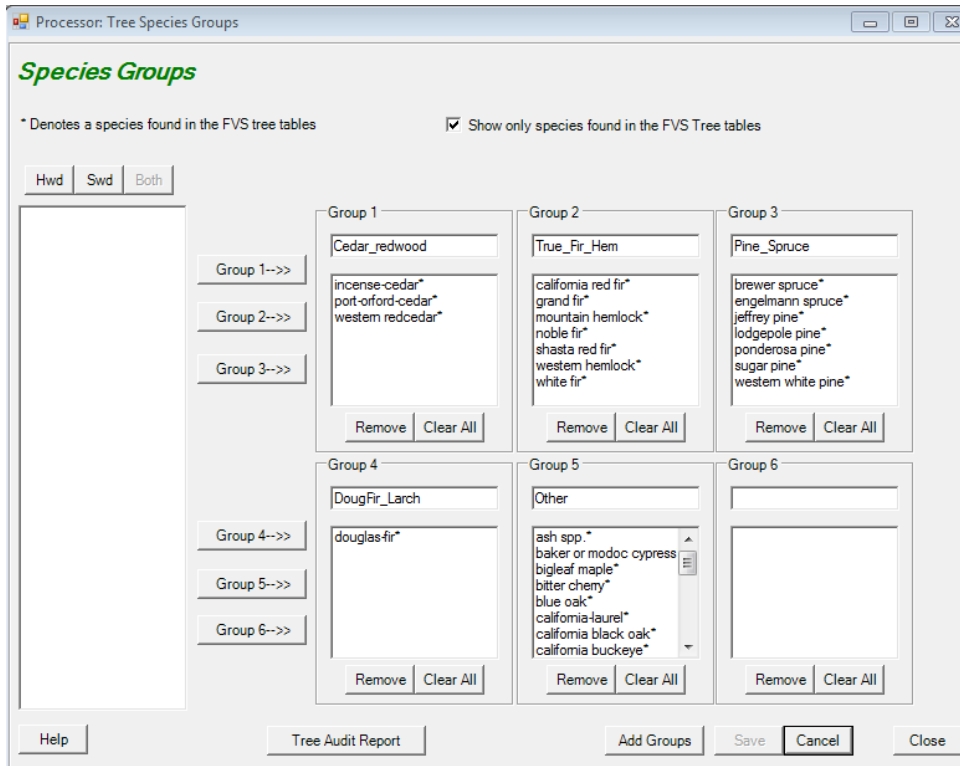 Processor: Tree Species Groups
Species Groups
* Denotes a species found in the FVS tree tables
Show only species found in the FVS Tree tables
Hwd Swd Both
Group 1-->>
Group 2-->>
Group 3-->>
Group 4-->>
Group 5-->>
Group 6-->>
Group 1
Cedar_redwood
incense-cedar*
port-orford-cedar*
western redcedar*
Remove Clear All
Group 2
True_Fir_Hem
california red fir*
grand fir*
mountain hemlock*
noble fir*
shasta red fir*
western hemlock*
white fir*
Remove Clear All
Group 3
Pine_Spruce
brewer spruce*
engelmann spruce*
jeffrey pine*
lodgepole pine*
ponderosa pine*
sugar pine*
western white pine*
Remove Clear All
Group 4
DougFir_Larch
douglas-fir*
Remove Clear All
Group 5
Other
ash spp.*
baker or modoc cypress
bigleaf maple*
bitter cherry*
blue oak*
california-laurel*
california black oak*
california buckeye*
Remove Clear All
Group 6
Remove Clear All
Help Tree Audit Report Add Groups Save Cancel Close